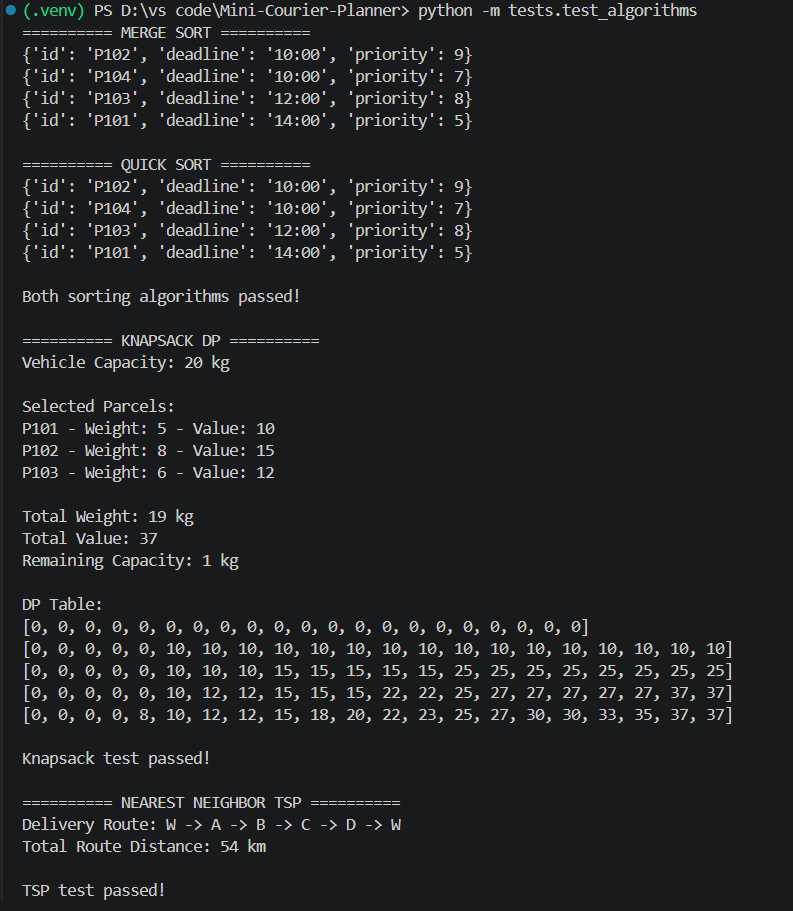 (.venv) PS D:\vs code\Mini-Courier-Planner> python -m tests.test_algorithms
========== MERGE SORT ==========
{'id': 'P102', 'deadline': '10:00', 'priority': 9}
{'id': 'P104', 'deadline': '10:00', 'priority': 7}
{'id': 'P103', 'deadline': '12:00', 'priority': 8}
{'id': 'P101', 'deadline': '14:00', 'priority': 5}
========== QUICK SORT ==========
{'id': 'P102', 'deadline': '10:00', 'priority': 9}
{'id': 'P104', 'deadline': '10:00', 'priority': 7}
{'id': 'P103', 'deadline': '12:00', 'priority': 8}
{'id': 'P101', 'deadline': '14:00', 'priority': 5}
Both sorting algorithms passed!
========== KNAPSACK DP ==========
Vehicle Capacity: 20 kg
Selected Parcels:
P101 - Weight: 5 - Value: 10
P102 - Weight: 8 - Value: 15
P103 - Weight: 6 - Value: 12
Total Weight: 19 kg
Total Value: 37
Remaining Capacity: 1 kg
DP Table:
[0, 0, 0, 0, 0, 0, 0, 0, 0, 0, 0, 0, 0, 0, 0, 0, 0, 0, 0, 0, 0]
[0, 0, 0, 0, 0, 10, 10, 10, 10, 10, 10, 10, 10, 10, 10, 10, 10, 10, 10, 10, 10]
[0, 0, 0, 0, 0, 10, 10, 10, 15, 15, 15, 15, 15, 25, 25, 25, 25, 25, 25, 25, 25]
[0, 0, 0, 0, 0, 10, 12, 12, 15, 15, 15, 22, 22, 25, 27, 27, 27, 27, 27, 37, 37]
[0, 0, 0, 0, 8, 10, 12, 12, 15, 18, 20, 22, 23, 25, 27, 30, 30, 33, 35, 37, 37]
Knapsack test passed!
========== NEAREST NEIGHBOR TSP ==========
Delivery Route: W -> A -> B -> C -> D -> W
Total Route Distance: 54 km
TSP test passed!